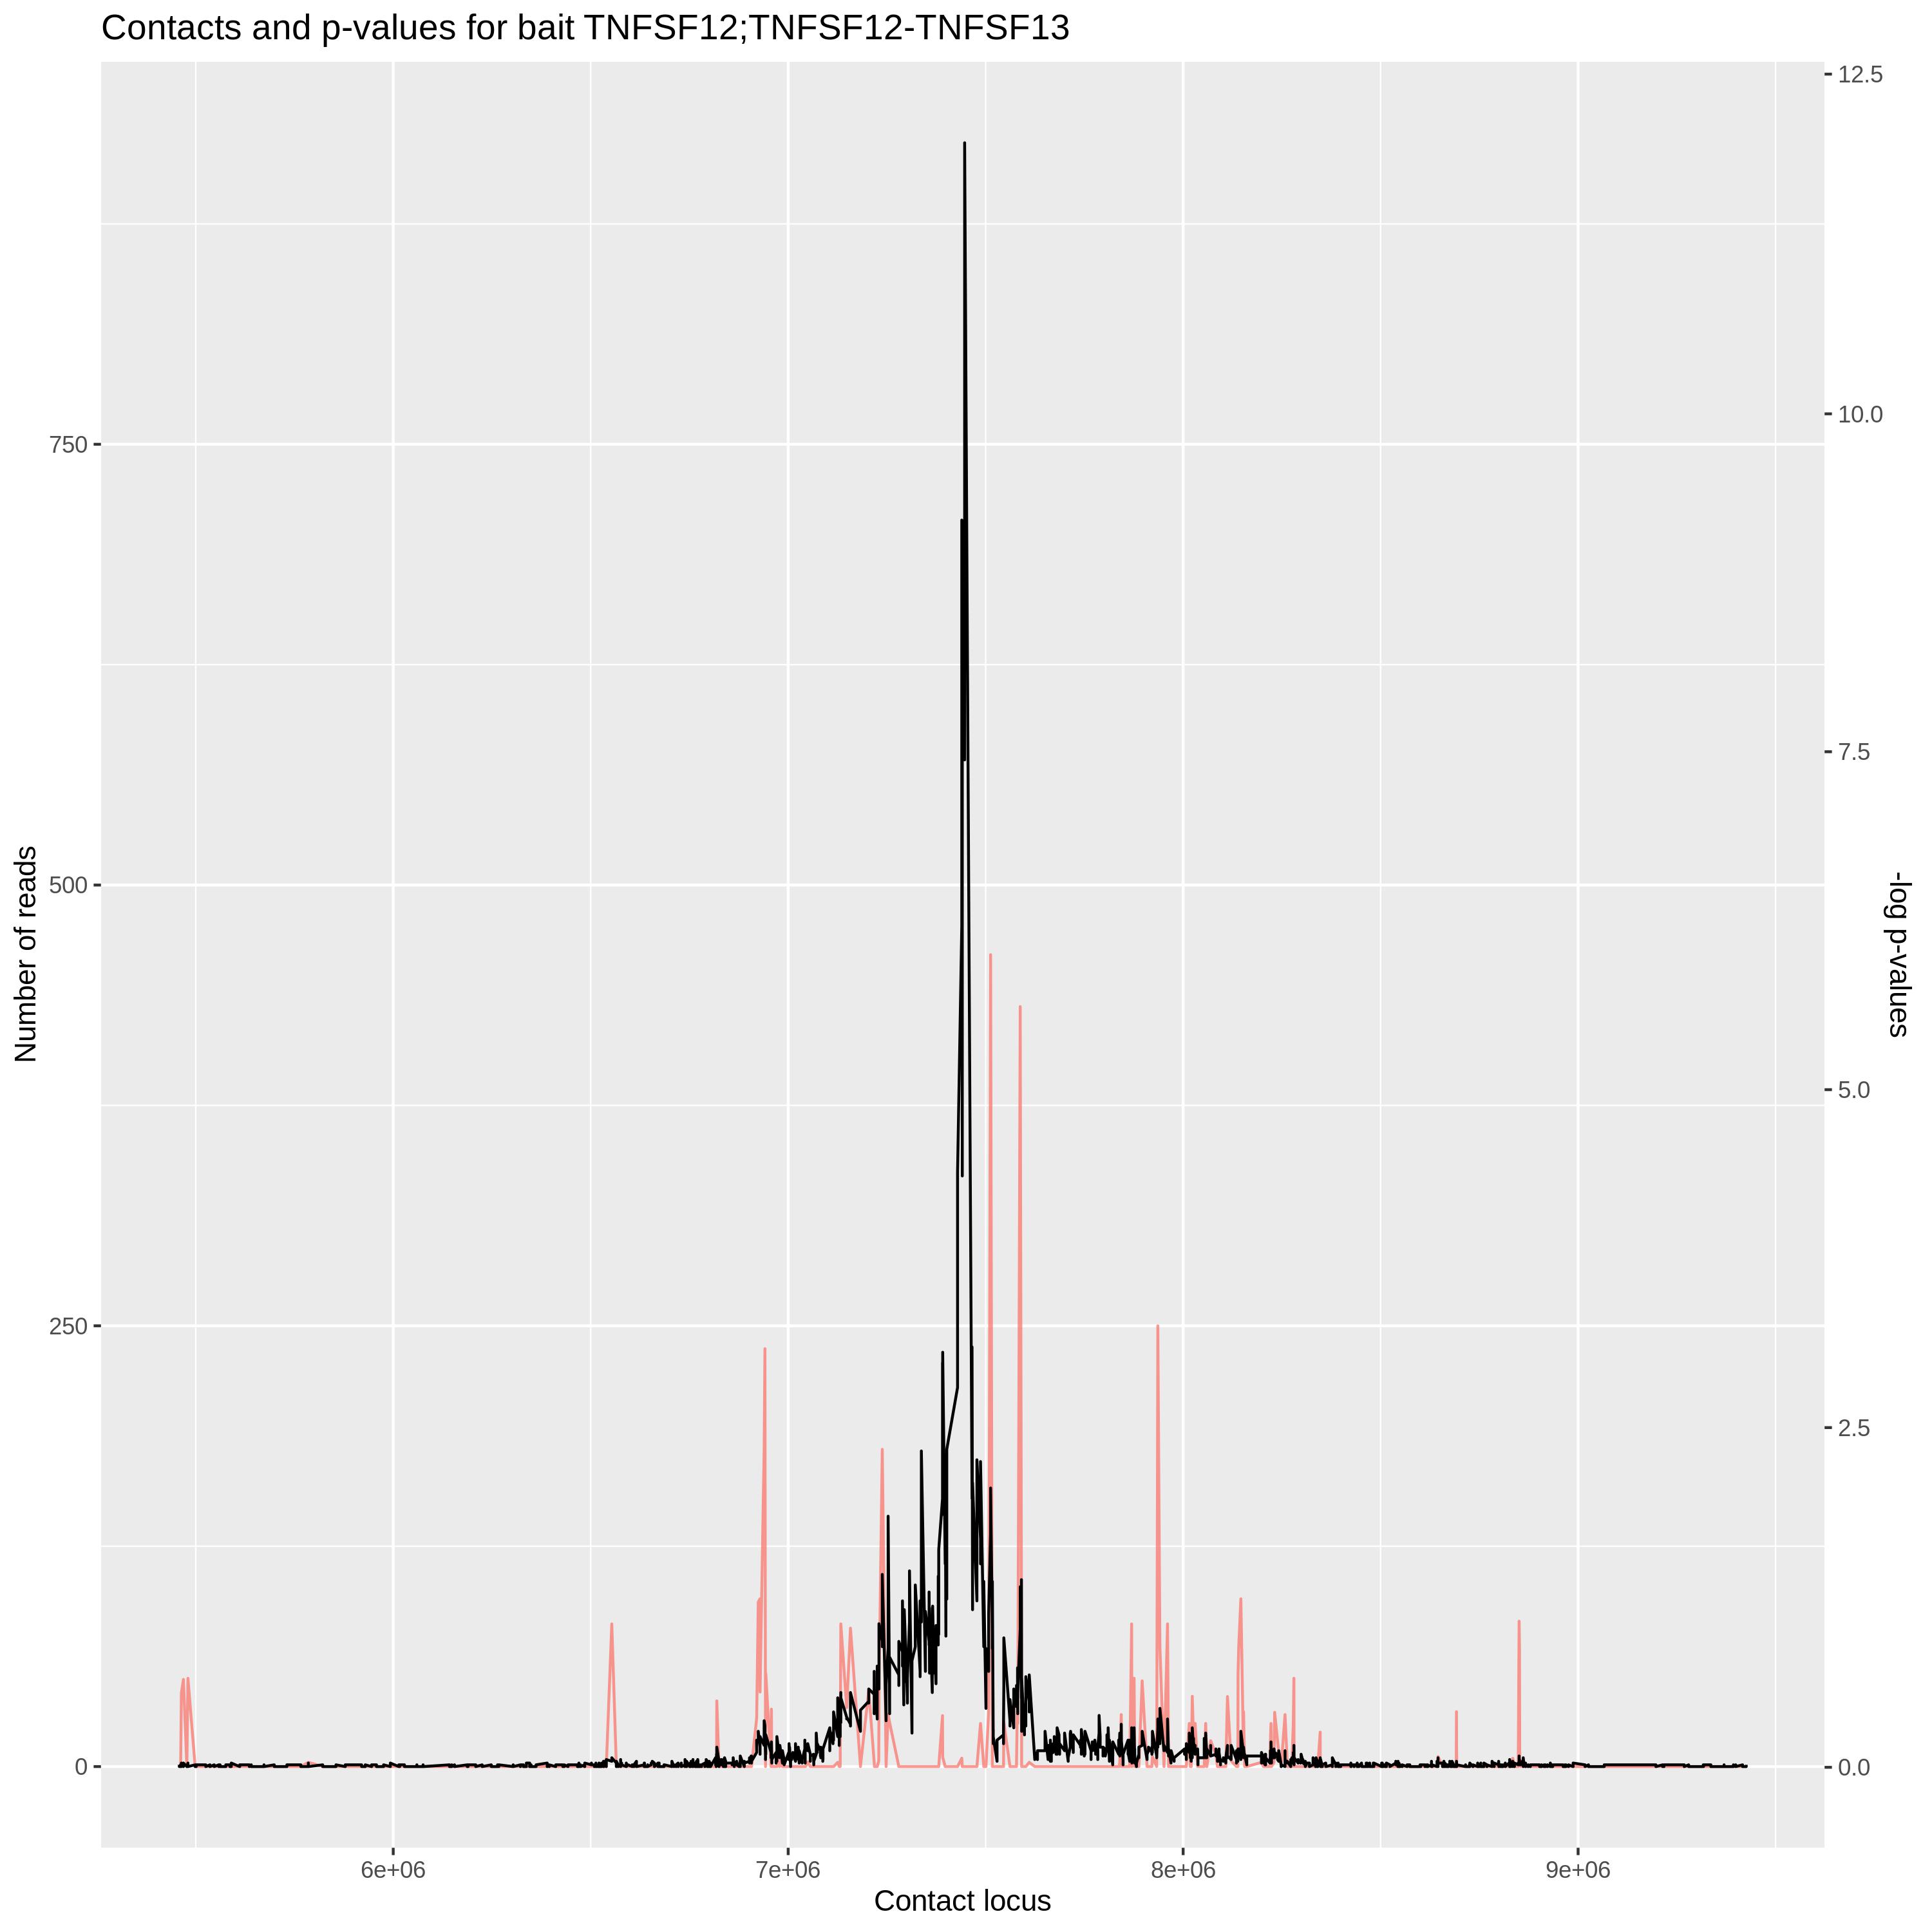 Contacts and p-values for bait TNFSF12;TNFSF12-TNFSF13
Number of reads
750
500
250
0
12.5
10.0
7.5
5.0
2.5
0.0
-log p-values
6e+06
7e+06
8e+06
9e+06
Contact locus